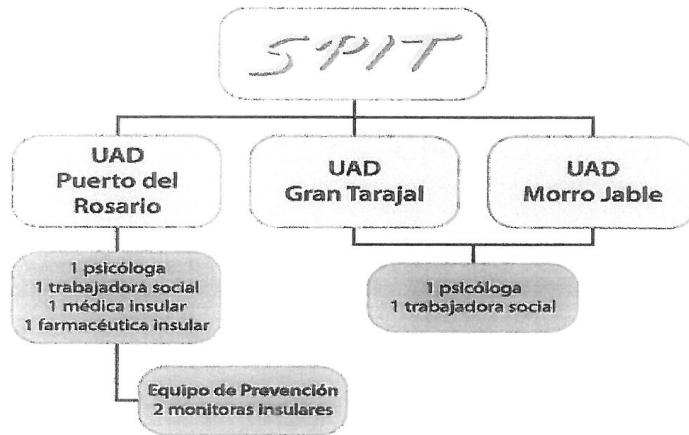 SPIT
UAD
Puerto del
Rosario
UAD
Gran Tarajal
UAD
Morro Jable
1 psicóloga
1 trabajadora social
1 médica insular
1 farmacéutica insular
1 psicóloga
1 trabajadora social
Equipo de Prevención
2 monitoras insulares